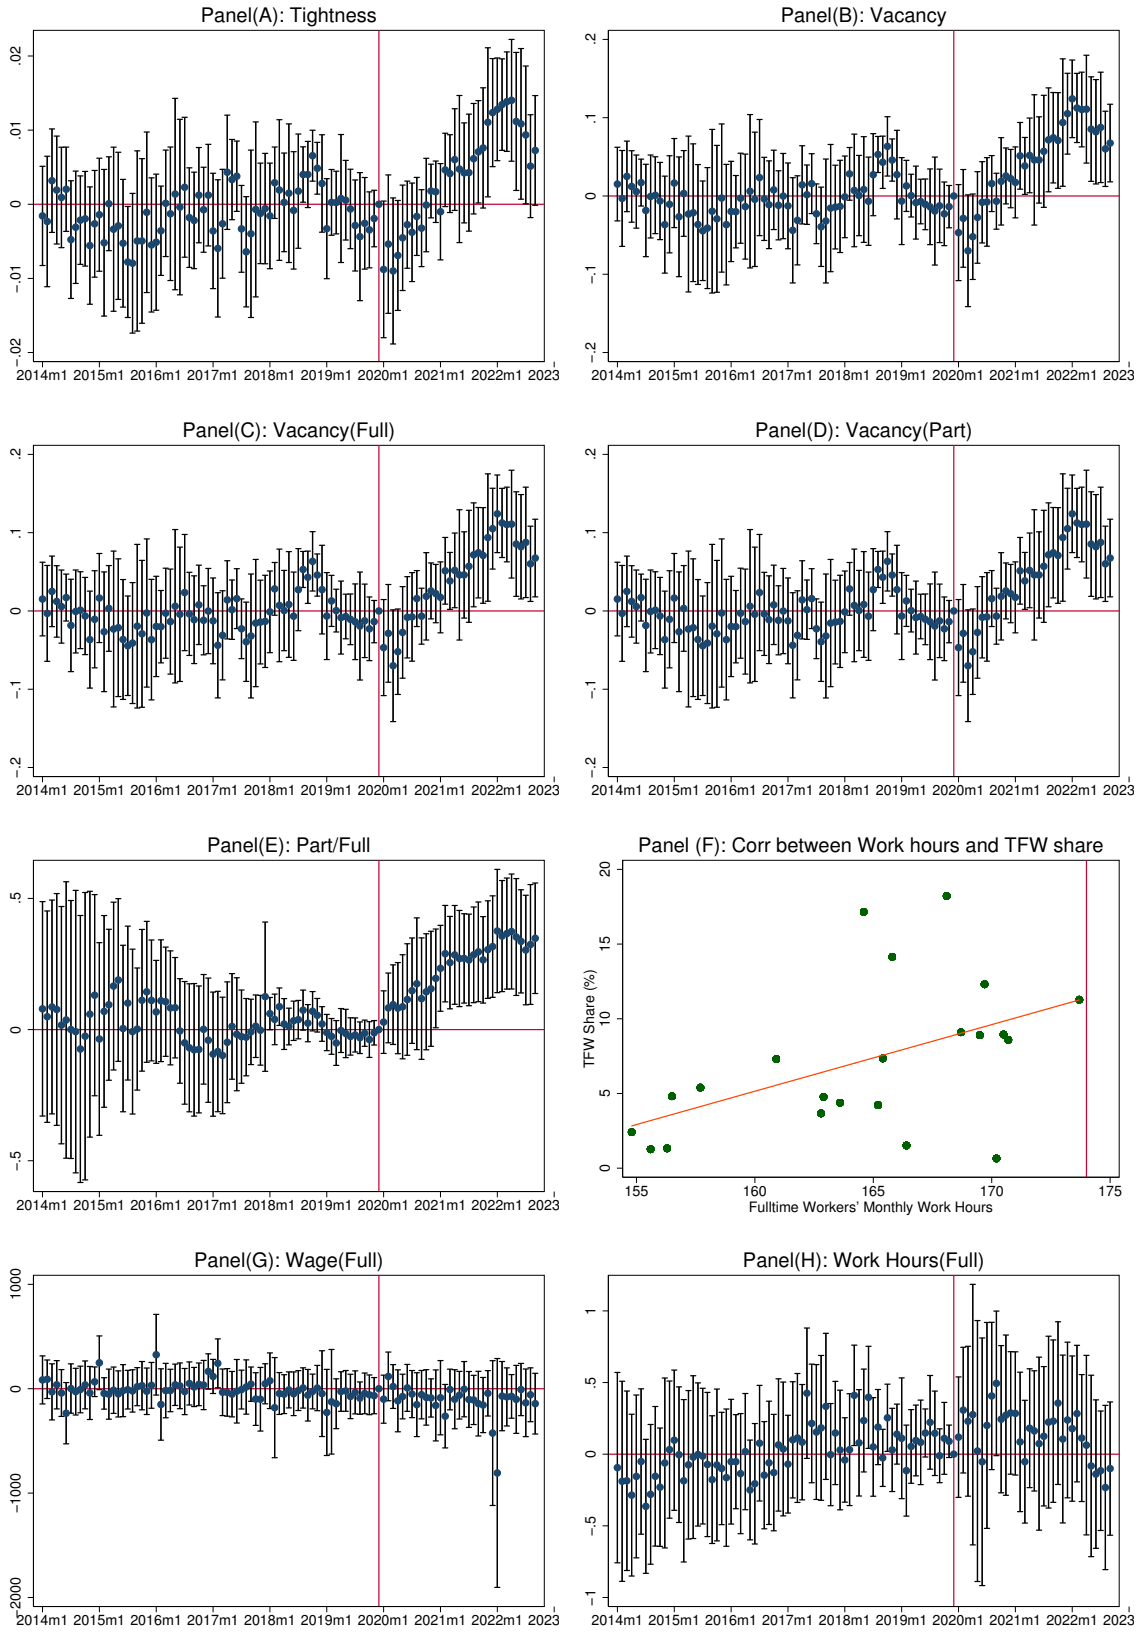 Panel(A): Tightness
.02
.01
0
-.01
-.02
2014m1 2015m1 2016m1 2017m1 2018m1 2019m1 2020m1 2021m1 2022m1 2023
Panel(B): Vacancy
.2
.1
0
-.1
-.2
2014m1 2015m1 2016m1 2017m1 2018m1 2019m1 2020m1 2021m1 2022m1 2023
Panel(C): Vacancy(Full)
.2
.1
0
-.1
-.2
2014m1 2015m1 2016m1 2017m1 2018m1 2019m1 2020m1 2021m1 2022m1 2023
Panel(D): Vacancy(Part)
.2
.1
0
-.1
-.2
2014m1 2015m1 2016m1 2017m1 2018m1 2019m1 2020m1 2021m1 2022m1 2023
Panel(E): Part/Full
.5
0
-.5
2014m1 2015m1 2016m1 2017m1 2018m1 2019m1 2020m1 2021m1 2022m1 2023
Panel (F): Corr between Work hours and TFW share
TFW Share (%)
20
15
10
5
0
155 160 165 170 175
Fulltime Workers' Monthly Work Hours
Panel(G): Wage(Full)
1000
0
-1000
-2000
2014m1 2015m1 2016m1 2017m1 2018m1 2019m1 2020m1 2021m1 2022m1 2023
Panel(H): Work Hours(Full)
1
.5
0
-.5
-1
2014m1 2015m1 2016m1 2017m1 2018m1 2019m1 2020m1 2021m1 2022m1 2023